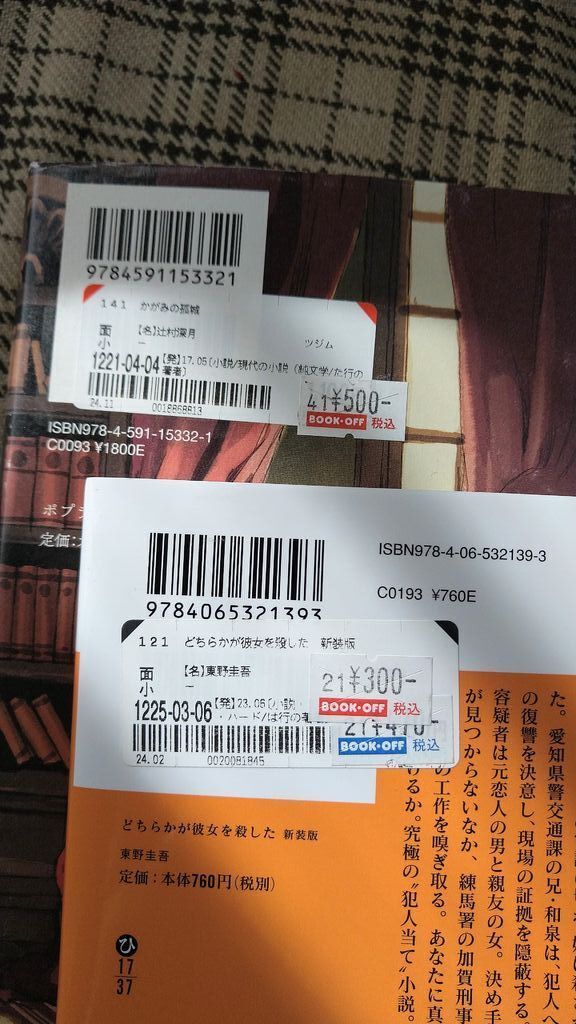 9784591153321
141 かがみの孤城
面 【名】辻村深月 ツジム
小 −
1221-04-04 【発】17.05〔小説/現代の小説(純文学/た行の
著者〕
24.11 0018868813
41¥500-
BOOK・OFF 税込
ISBN978-4-591-15332-1
C0093 ¥1800E
ポプラ
定価:
ISBN978-4-06-532139-3
C0193 ¥760E
9784065321393
121 どちらかが彼女を殺した 新装版
面 【名】東野圭吾
小 −
1225-03-06 【発】23.06〔小説・
・ハード/は行の著
21¥300-
BOOK・OFF 税込
BOOK・OFF 税込
24.02 0020081845
どちらかが彼女を殺した 新装版
東野圭吾
定価:本体760円(税別)
ひ
17
37
た。愛知県警交通課の兄・和泉は、犯人へ
の復讐を決意し、現場の証拠を隠蔽する。
容疑者は元恋人の男と親友の女。決め手
が見つからないなか、練馬署の加賀刑事
の工作を嗅ぎ取る。あなたに真
けるか。究極の〝犯人当て〟小説。